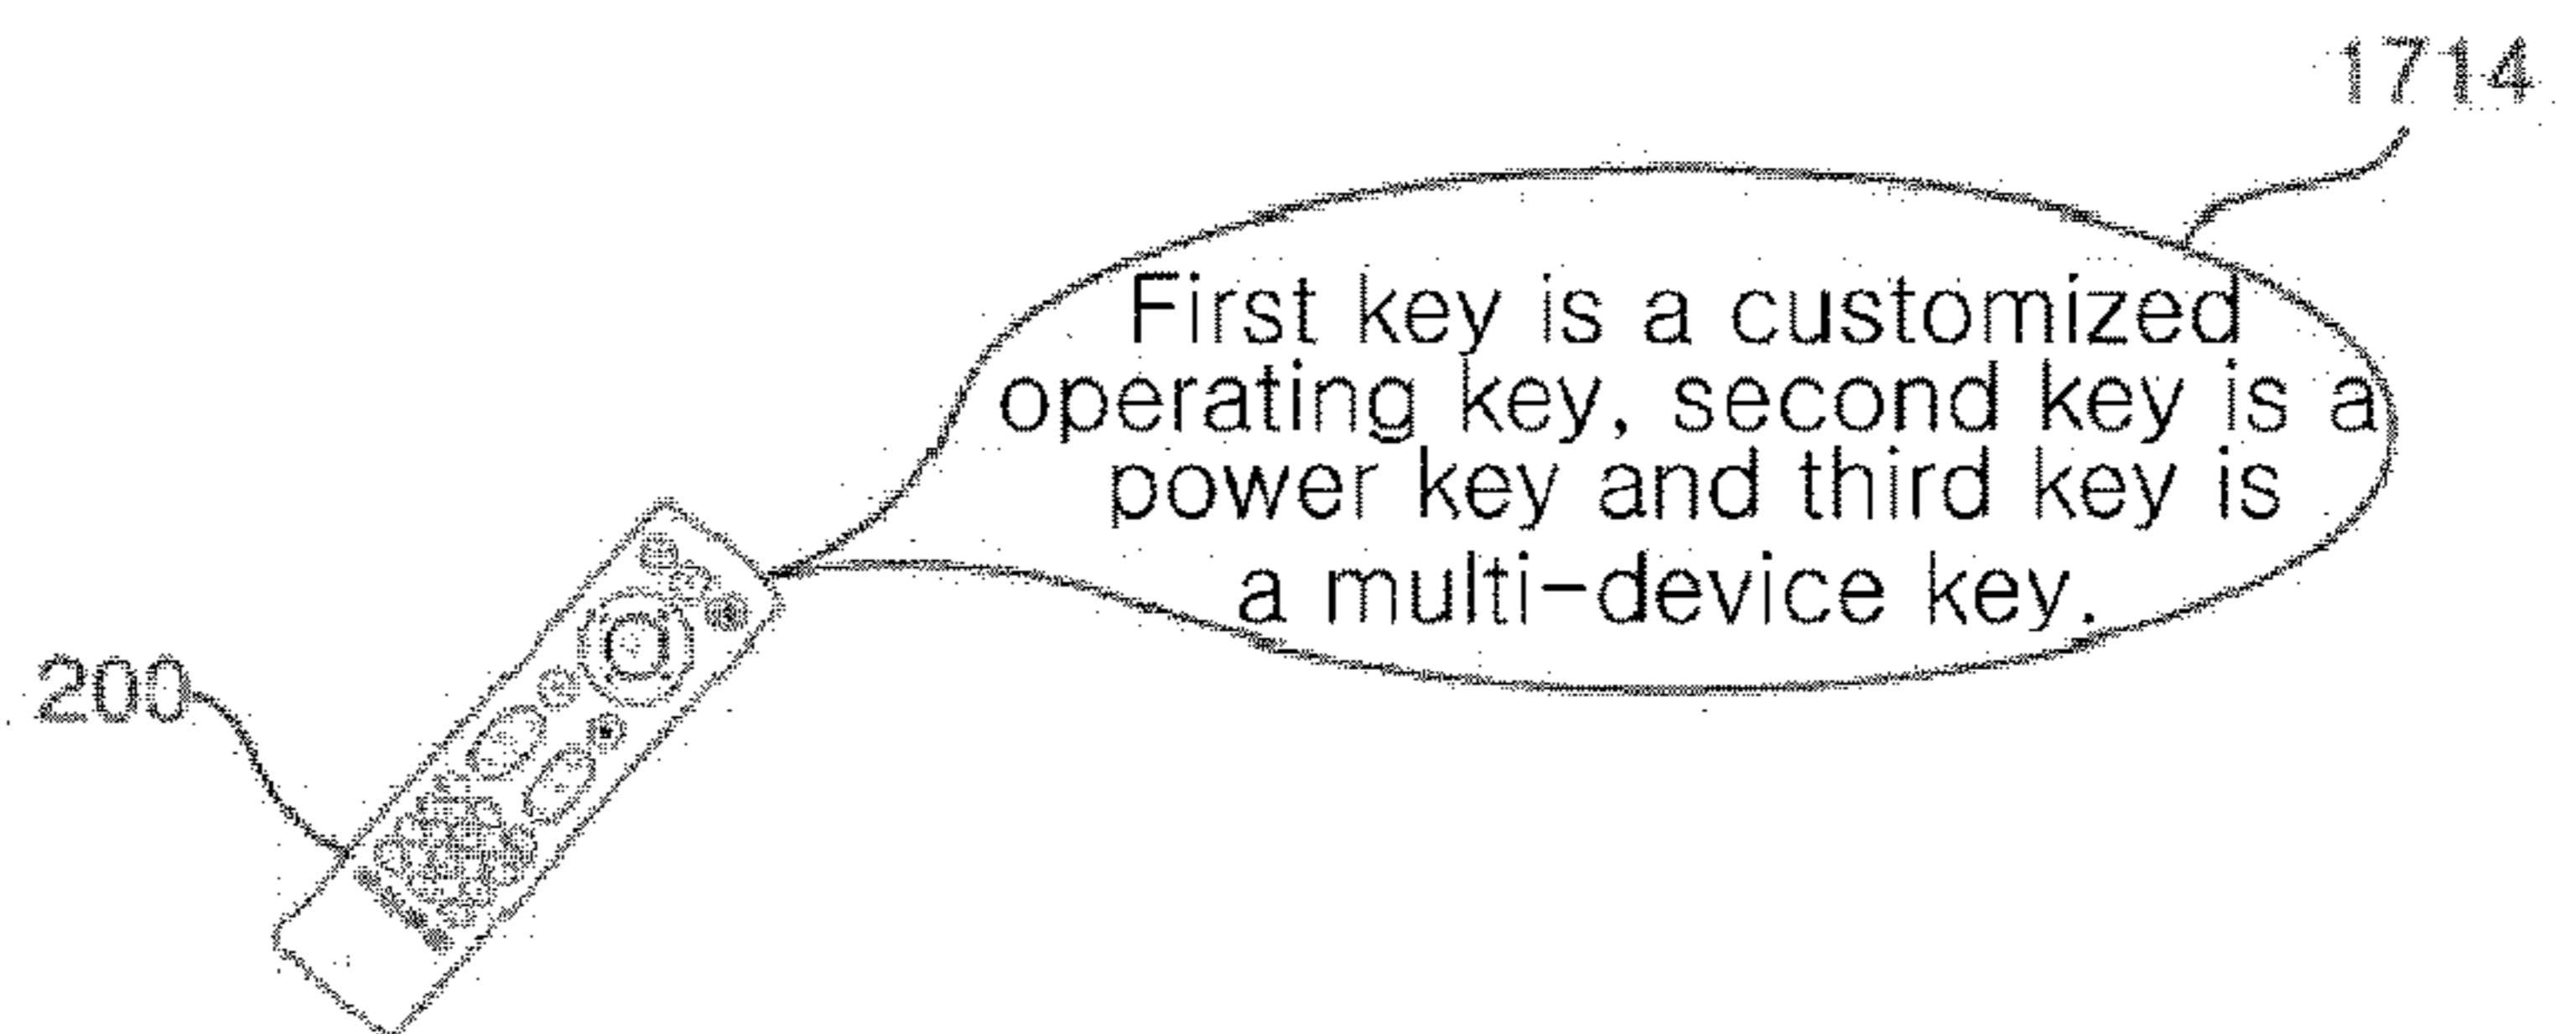 1714
First key is a customized
operating key, second key is a
power key and third key is
a multi-device key.
200